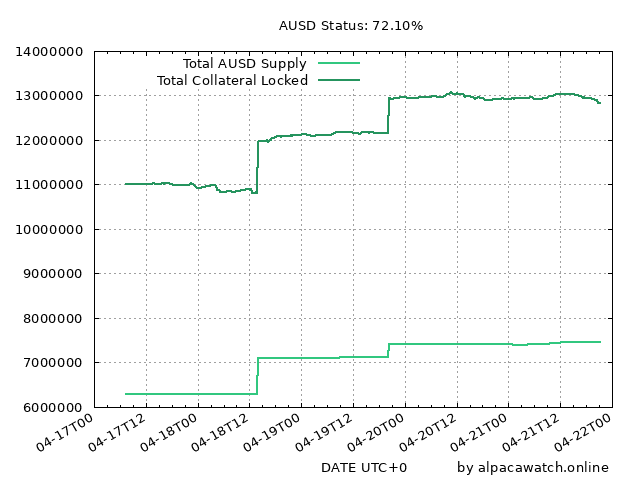 AUSD Status: 72.10%
14000000
13000000
12000000
11000000
10000000
9000000
8000000
7000000
6000000
Total AUSD Supply
Total Collateral Locked
04-17T00
04-17T12
04-18T00
04-18T12
04-19T00
04-19T12
04-20T00
04-20T12
04-21T00
04-21T12
04-22T00
DATE UTC+0
by alpacawatch.online